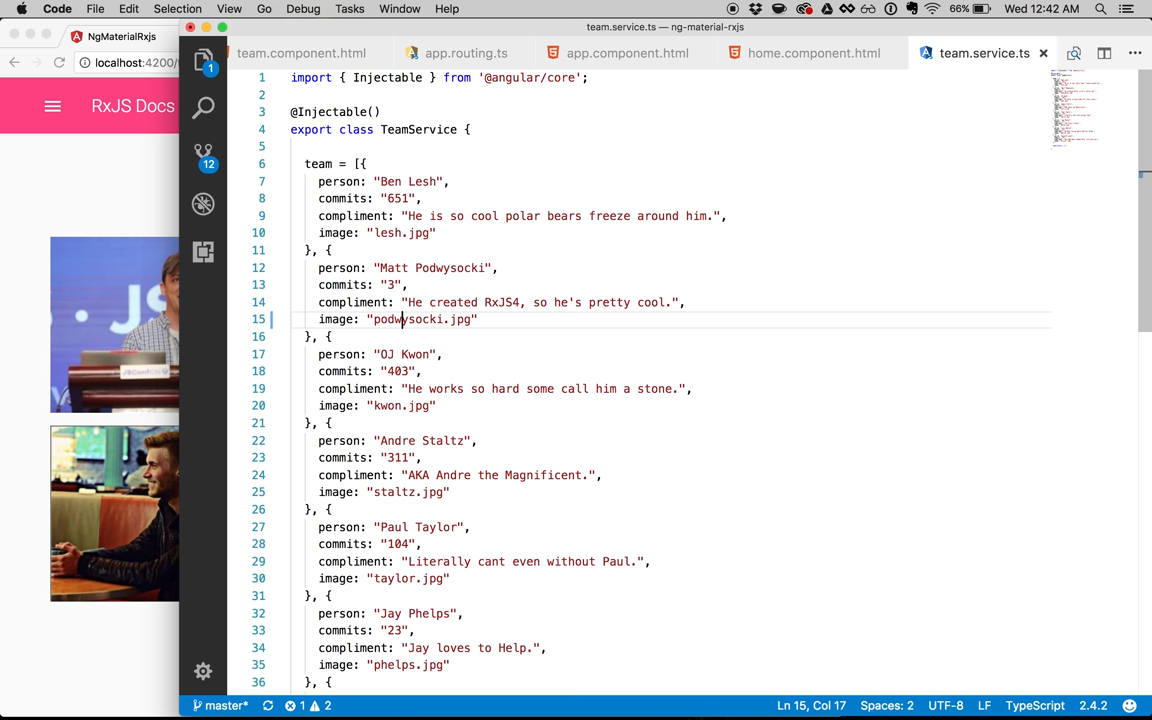 Code File Edit Selection View Go Debug Tasks Window Help 66% Wed 12:42 AM
NgMaterialRxjs
localhost:4200/
RxJS Docs
team.service.ts — ng-material-rxjs
team.component.html app.routing.ts app.component.html home.component.html team.service.ts
1
12
1 import { Injectable } from '@angular/core';
2
3 @Injectable()
4 export class TeamService {
5
6 team = [{
7 person: "Ben Lesh",
8 commits: "651",
9 compliment: "He is so cool polar bears freeze around him.",
10 image: "lesh.jpg"
11 }, {
12 person: "Matt Podwysocki",
13 commits: "3",
14 compliment: "He created RxJS4, so he's pretty cool.",
15 image: "podwysocki.jpg"
16 }, {
17 person: "OJ Kwon",
18 commits: "403",
19 compliment: "He works so hard some call him a stone.",
20 image: "kwon.jpg"
21 }, {
22 person: "Andre Staltz",
23 commits: "311",
24 compliment: "AKA Andre the Magnificent.",
25 image: "staltz.jpg"
26 }, {
27 person: "Paul Taylor",
28 commits: "104",
29 compliment: "Literally cant even without Paul.",
30 image: "taylor.jpg"
31 }, {
32 person: "Jay Phelps",
33 commits: "23",
34 compliment: "Jay loves to Help.",
35 image: "phelps.jpg"
36 }, {
master* 1 2 Ln 15, Col 17 Spaces: 2 UTF-8 LF TypeScript 2.4.2